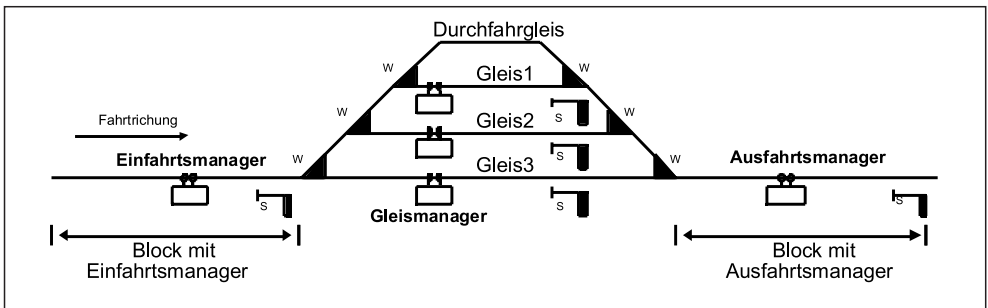 Durchfahrgleis
W
Gleis1
W
S
W
Gleis2
W
S
Fahrtrichung
Einfahrtsmanager
W
Gleis3
W
Ausfahrtsmanager
S
Gleismanager
S
S
Block mit
Einfahrtsmanager
Block mit
Ausfahrtsmanager